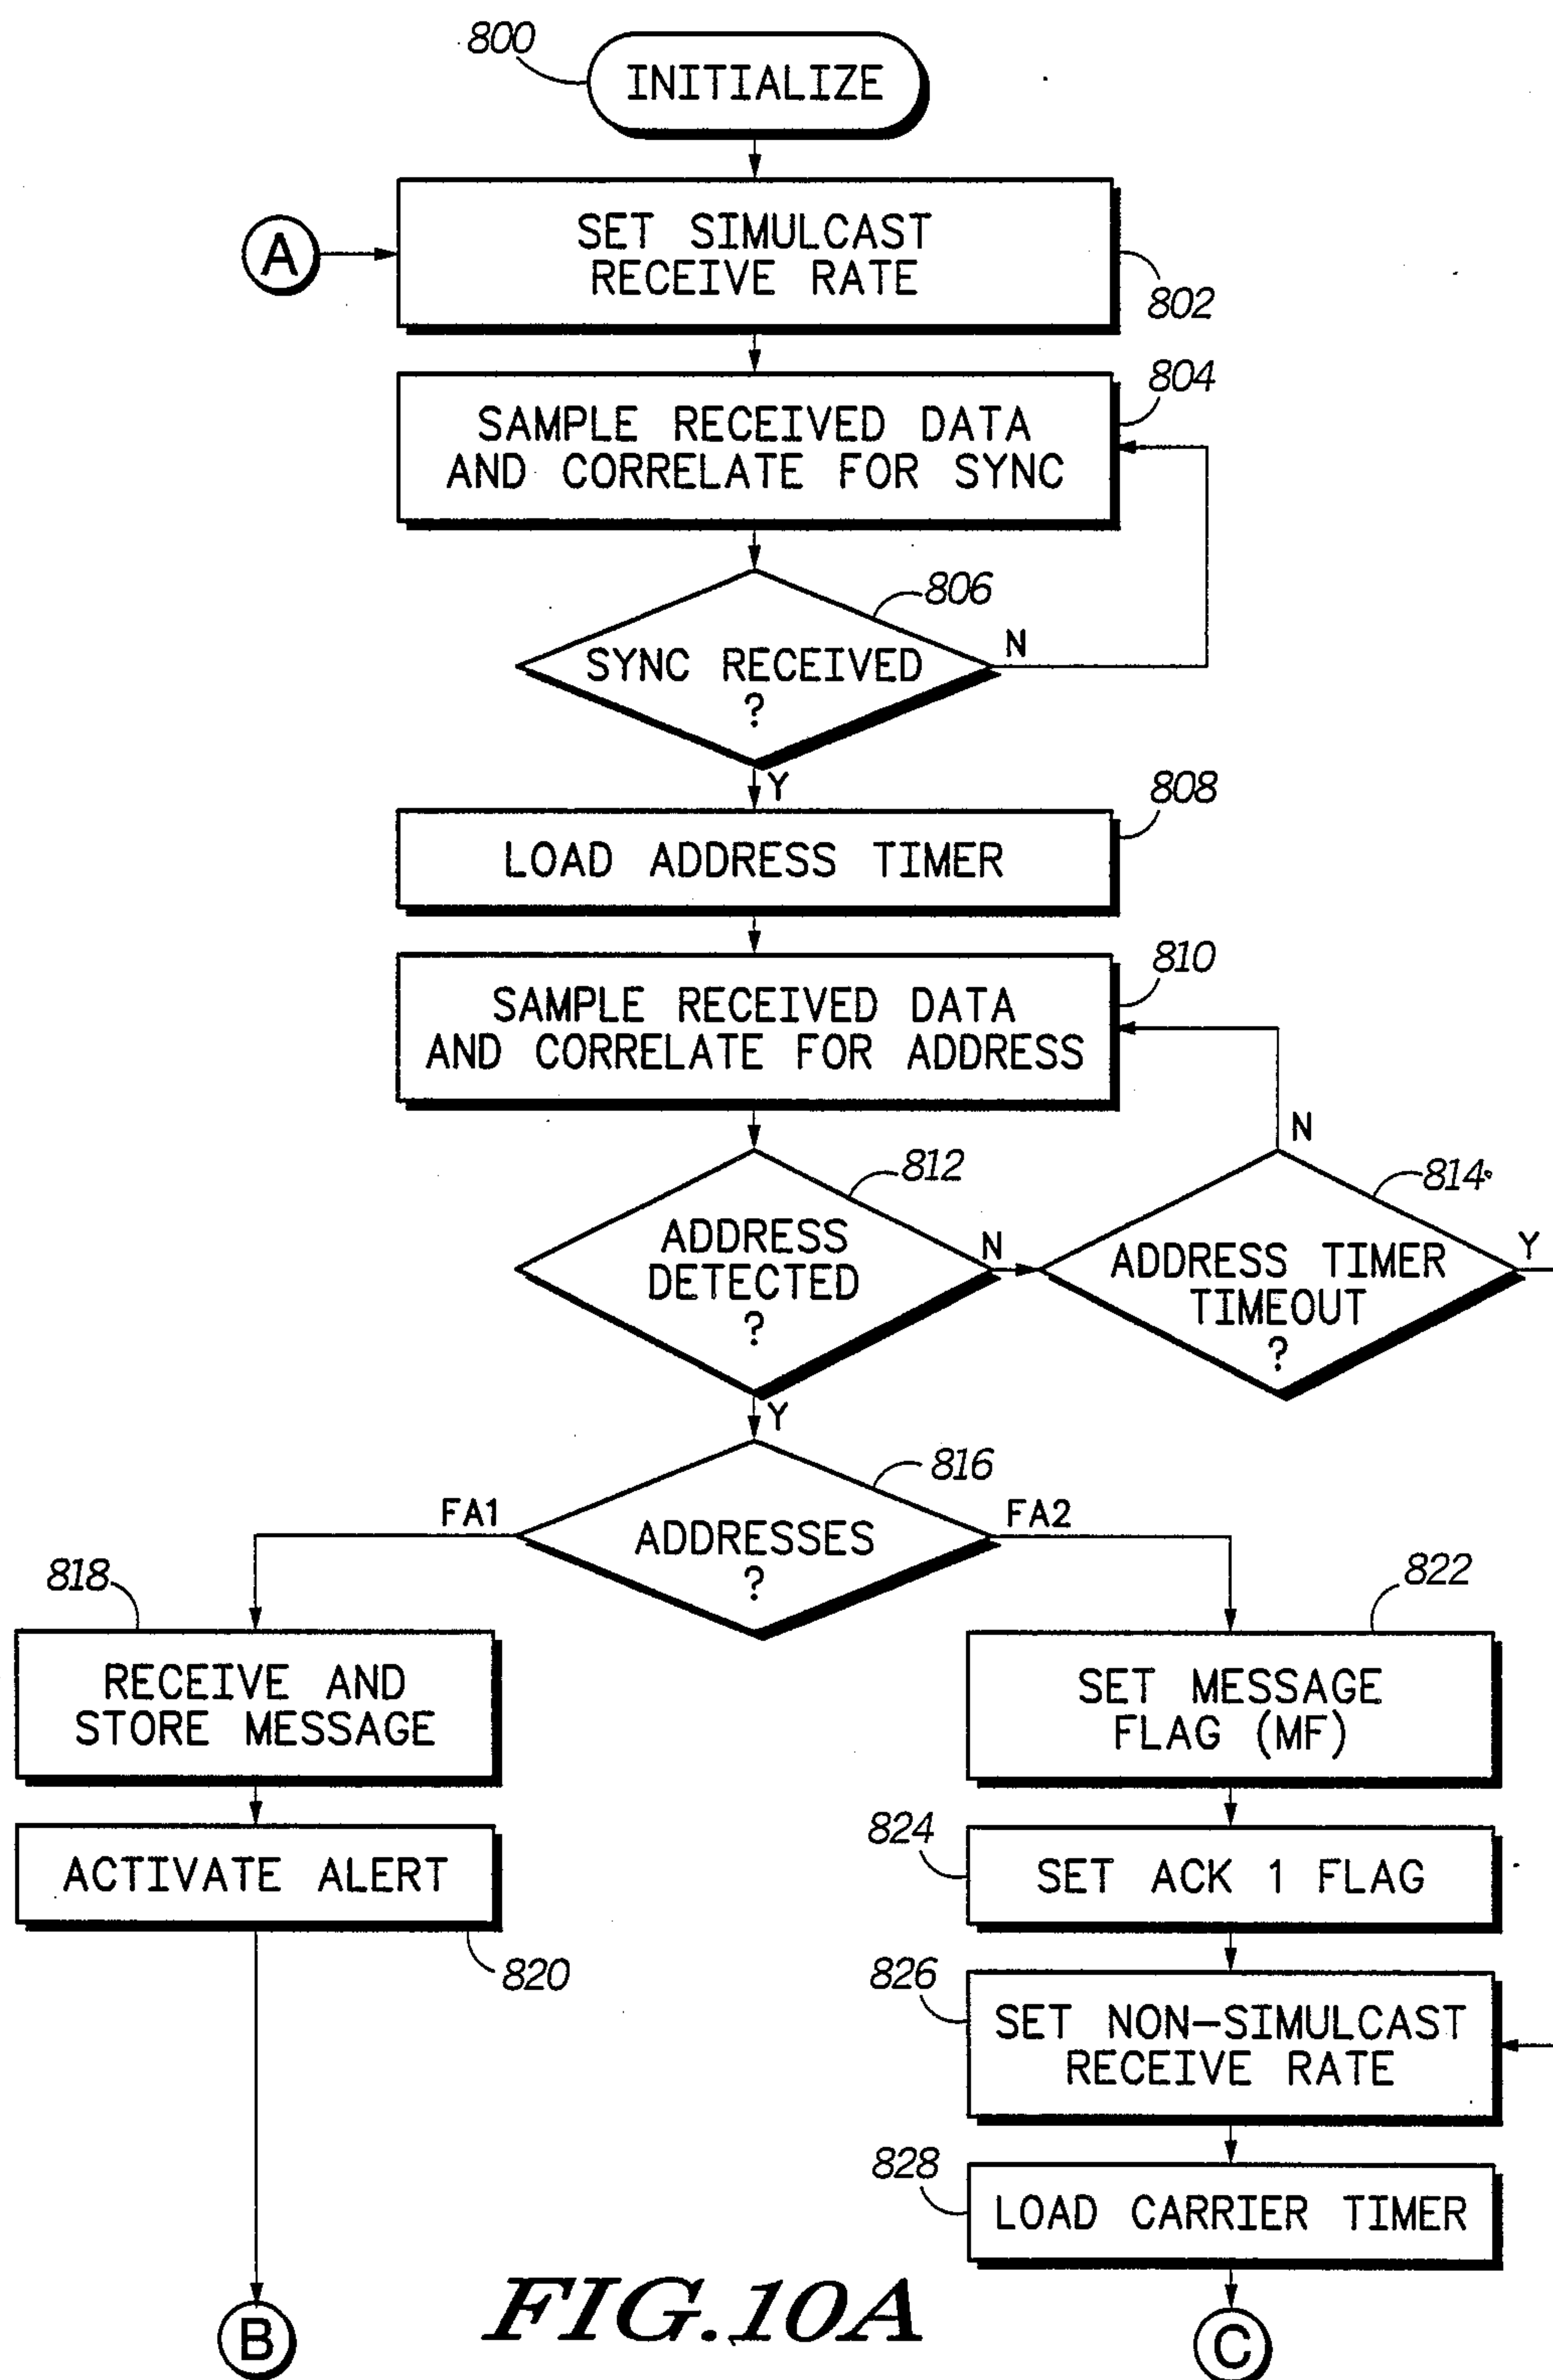 800
INITIALIZE
A
SET SIMULCAST
RECEIVE RATE
802
804
SAMPLE RECEIVED DATA
AND CORRELATE FOR SYNC
806
SYNC RECEIVED
?
N
Y
808
LOAD ADDRESS TIMER
810
SAMPLE RECEIVED DATA
AND CORRELATE FOR ADDRESS
812
ADDRESS
DETECTED
?
N
N
814
ADDRESS TIMER
TIMEOUT
?
Y
Y
816
FA1
ADDRESSES
?
FA2
818
RECEIVE AND
STORE MESSAGE
822
SET MESSAGE
FLAG (MF)
ACTIVATE ALERT
820
824
SET ACK 1 FLAG
826
SET NON-SIMULCAST
RECEIVE RATE
828
LOAD CARRIER TIMER
B
FIG.10A
C